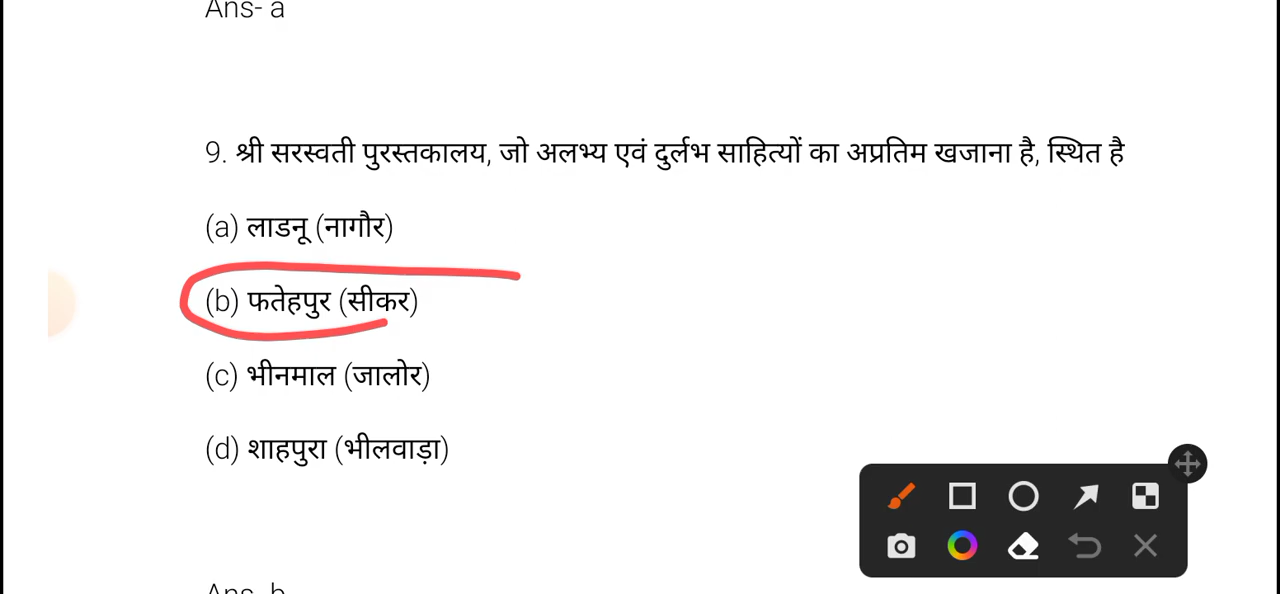 Ans- a
9. श्री सरस्वती पुरस्तकालय, जो अलभ्य एवं दुर्लभ साहित्यों का अप्रतिम खजाना है, स्थित है
(a) लाडनू (नागौर)
(b) फतेहपुर (सीकर)
(c) भीनमाल (जालोर)
(d) शाहपुरा (भीलवाड़ा)
Ans- b